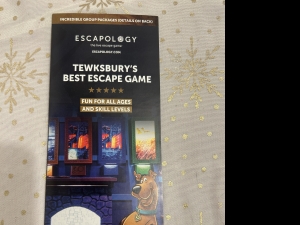 INCREDIBLE GROUP PACKAGES (DETAILS ON BACK)
ESCAPOLOGY
the live escape game
ESCAPOLOGY.COM
TEWKSBURY'S
BEST ESCAPE GAME
FUN FOR ALL AGES
AND SKILL LEVELS